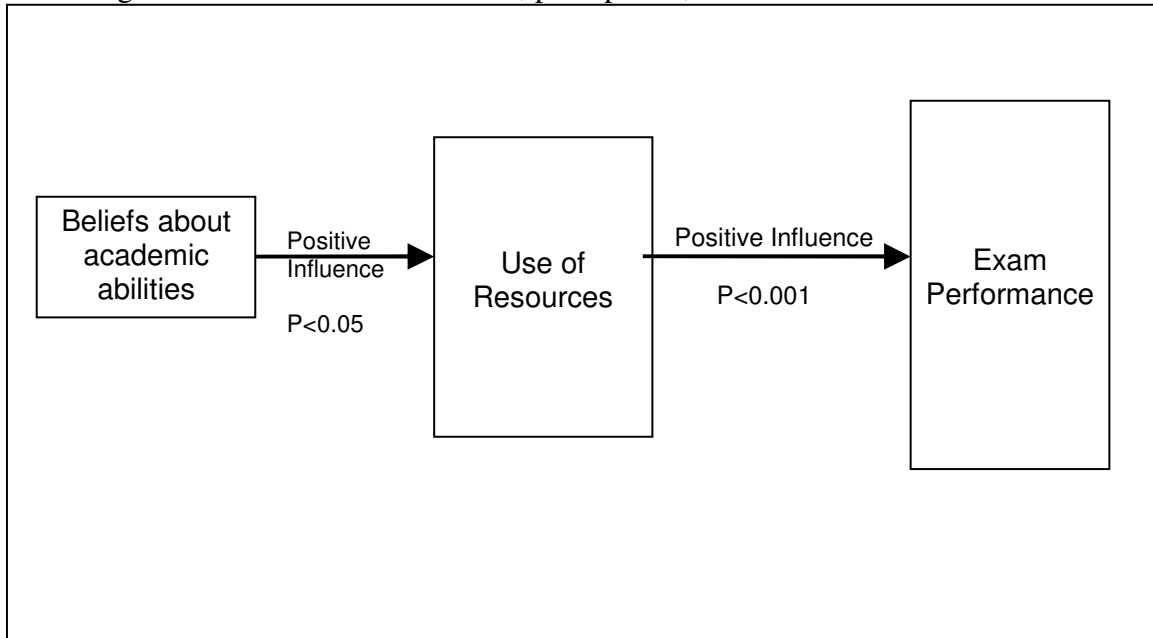 Beliefs about
academic
abilities
Positive
Influence
P<0.05
Use of
Resources
Positive Influence
P<0.001
Exam
Performance